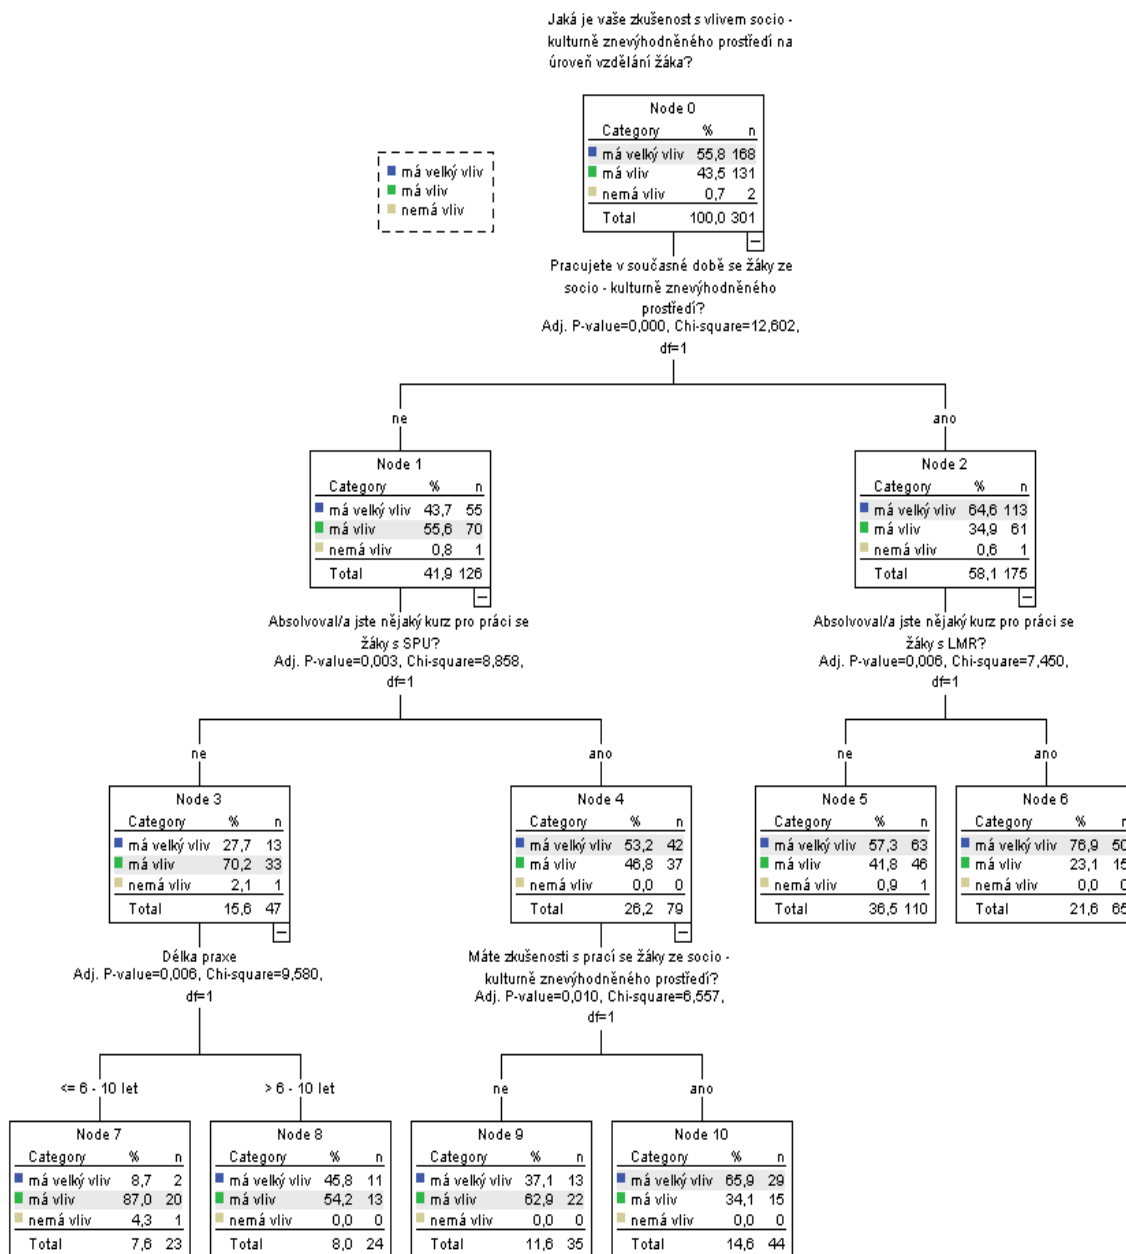 Jaká je vaše zkušenost s vlivem socio -
kulturně znevýhodněného prostředí na
úroveň vzdělání žáka?
má velký vliv
má vliv
nemá vliv
Node 0
Category % n
má velký vliv 55,8 168
má vliv 43,5 131
nemá vliv 0,7 2
Total 100,0 301
Pracujete v současné době se žáky ze
socio - kulturně znevýhodněného
prostředí?
Adj. P-value=0,000, Chi-square=12,602,
df=1
ne
ano
Node 1
Category % n
má velký vliv 43,7 55
má vliv 55,6 70
nemá vliv 0,8 1
Total 41,9 126
Node 2
Category % n
má velký vliv 64,6 113
má vliv 34,9 61
nemá vliv 0,6 1
Total 58,1 175
Absolvoval/a jste nějaký kurz pro práci se
žáky s SPU?
Adj. P-value=0,003, Chi-square=8,858,
df=1
Absolvoval/a jste nějaký kurz pro práci se
žáky s LMR?
Adj. P-value=0,006, Chi-square=7,450,
df=1
ne
ano
ne
ano
Node 3
Category % n
má velký vliv 27,7 13
má vliv 70,2 33
nemá vliv 2,1 1
Total 15,6 47
Node 4
Category % n
má velký vliv 53,2 42
má vliv 46,8 37
nemá vliv 0,0 0
Total 26,2 79
Node 5
Category % n
má velký vliv 57,3 63
má vliv 41,8 46
nemá vliv 0,9 1
Total 36,5 110
Node 6
Category % n
má velký vliv 76,9 50
má vliv 23,1 15
nemá vliv 0,0 0
Total 21,6 65
Délka praxe
Adj. P-value=0,006, Chi-square=9,580,
df=1
Máte zkušenosti s prací se žáky ze socio -
kulturně znevýhodněného prostředí?
Adj. P-value=0,010, Chi-square=6,557,
df=1
<= 6 - 10 let
> 6 - 10 let
ne
ano
Node 7
Category % n
má velký vliv 8,7 2
má vliv 87,0 20
nemá vliv 4,3 1
Total 7,6 23
Node 8
Category % n
má velký vliv 45,8 11
má vliv 54,2 13
nemá vliv 0,0 0
Total 8,0 24
Node 9
Category % n
má velký vliv 37,1 13
má vliv 62,9 22
nemá vliv 0,0 0
Total 11,6 35
Node 10
Category % n
má velký vliv 65,9 29
má vliv 34,1 15
nemá vliv 0,0 0
Total 14,6 44